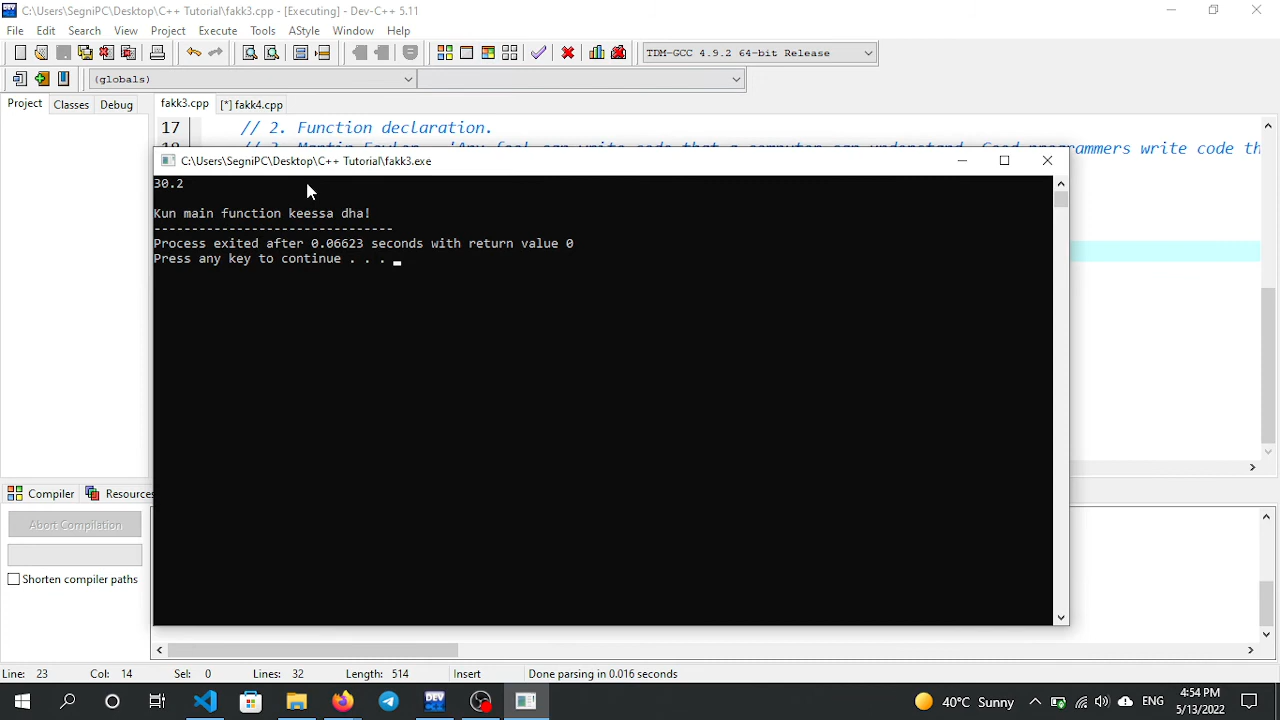 C:\Users\SegniPC\Desktop\C++ Tutorial\fakk3.cpp - [Executing] - Dev-C++ 5.11
File Edit Search View Project Execute Tools AStyle Window Help
TDM-GCC 4.9.2 64-bit Release
(globals)
Project Classes Debug fakk3.cpp [*] fakk4.cpp
17 // 2. Function declaration.
C:\Users\SegniPC\Desktop\C++ Tutorial\fakk3.exe
30.2
Kun main function keessa dha!
--------------------------------
Process exited after 0.06623 seconds with return value 0
Press any key to continue . . .
Compiler Resources
Abort Compilation
Shorten compiler paths
Line: 23 Col: 14 Sel: 0 Lines: 32 Length: 514 Insert Done parsing in 0.016 seconds
DEV 40°C Sunny ENG 4:54 PM
5/13/2022